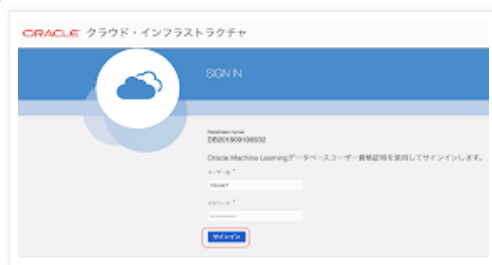 ORACLE クラウド・インフラストラクチャ
SIGN IN
Database name
DB201909100932
Oracle Machine Learningデータベースユーザー資格証明を使用してサインインします。
ユーザー名 *
パスワード *
サインイン